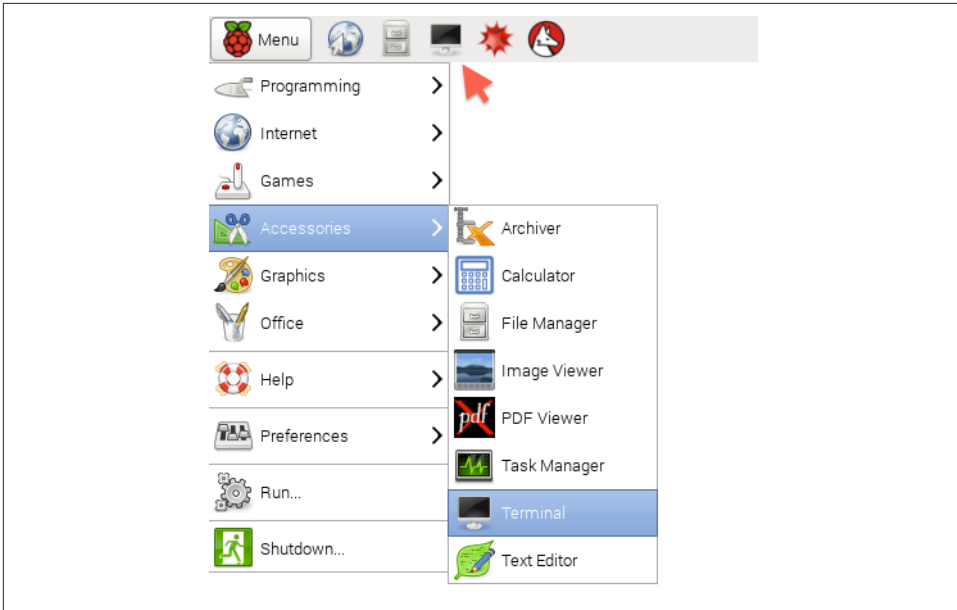 Menu
Programming
Internet
Games
Accessories
Graphics
Office
Help
Preferences
Run...
Shutdown...
Archiver
Calculator
File Manager
Image Viewer
pdf PDF Viewer
Task Manager
Terminal
Text Editor